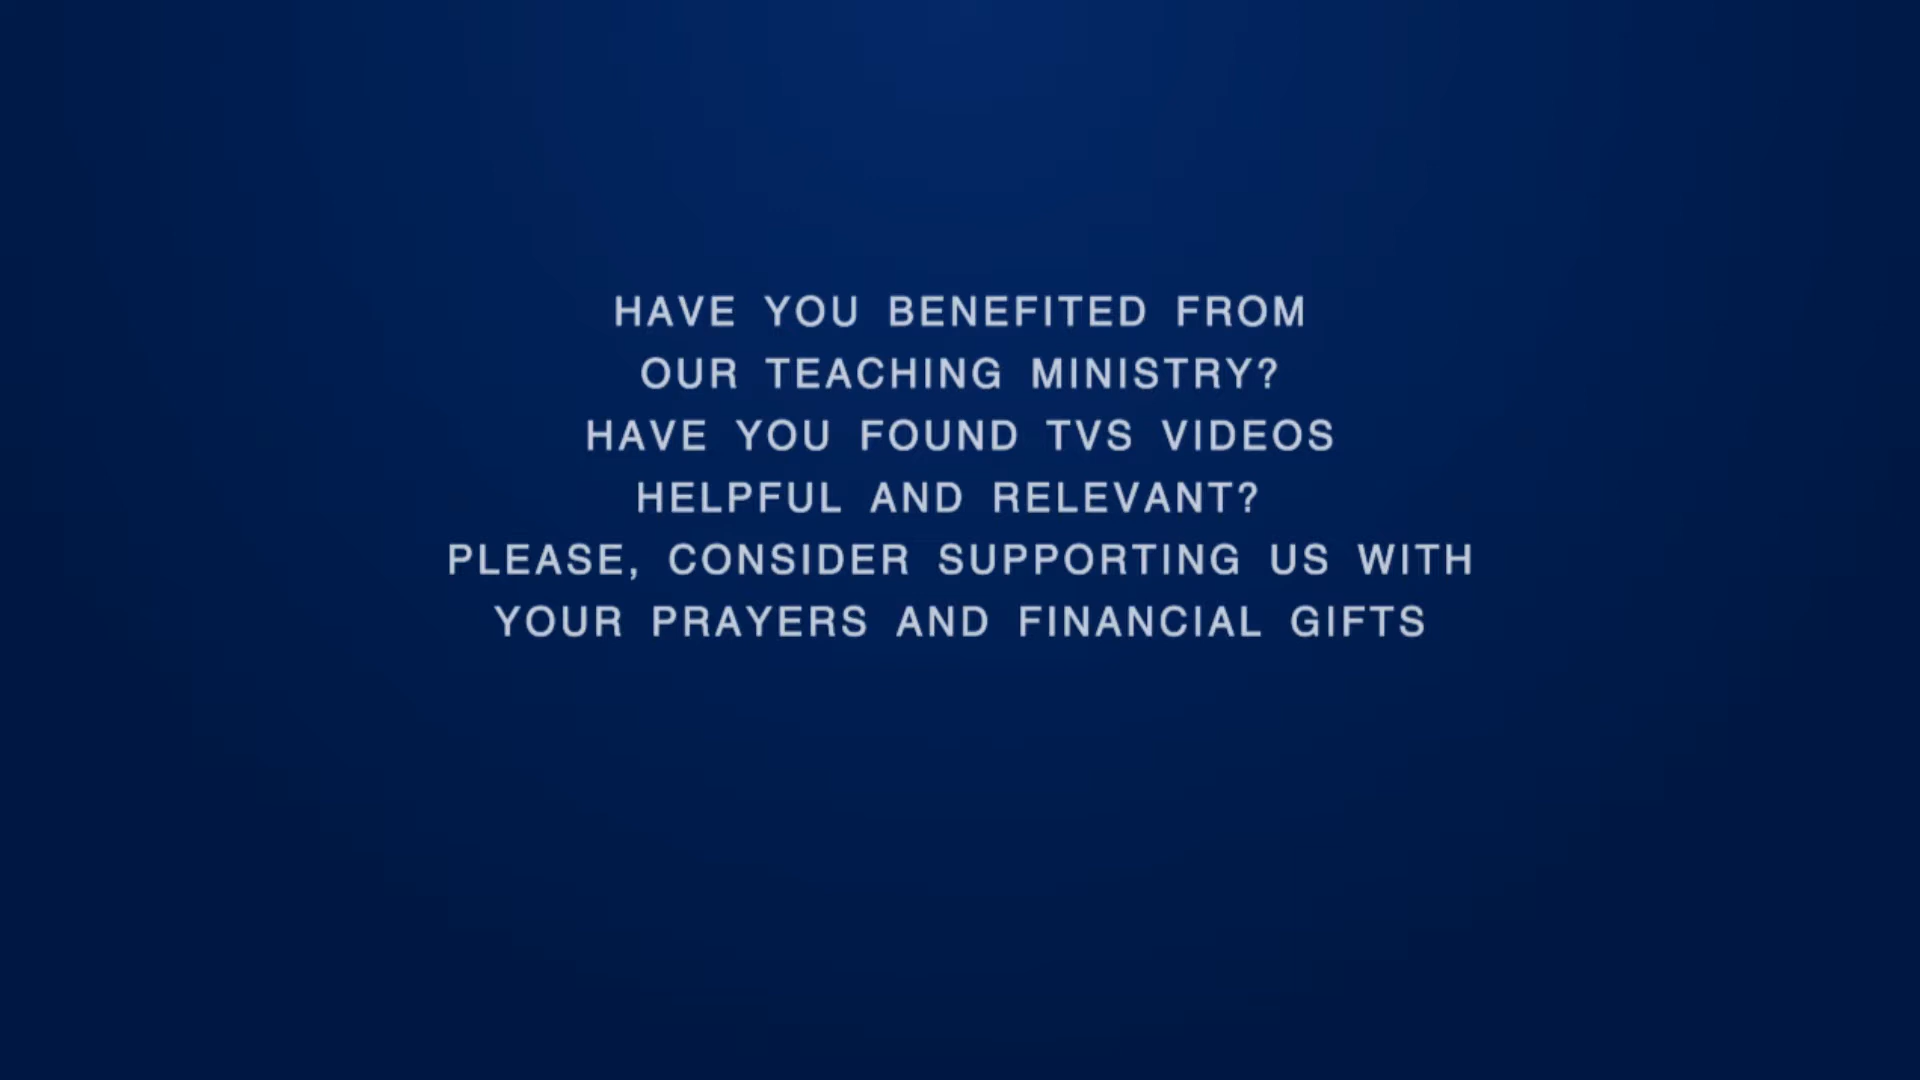 HAVE YOU BENEFITED FROM
OUR TEACHING MINISTRY?
HAVE YOU FOUND TVS VIDEOS
HELPFUL AND RELEVANT?
PLEASE, CONSIDER SUPPORTING US WITH
YOUR PRAYERS AND FINANCIAL GIFTS